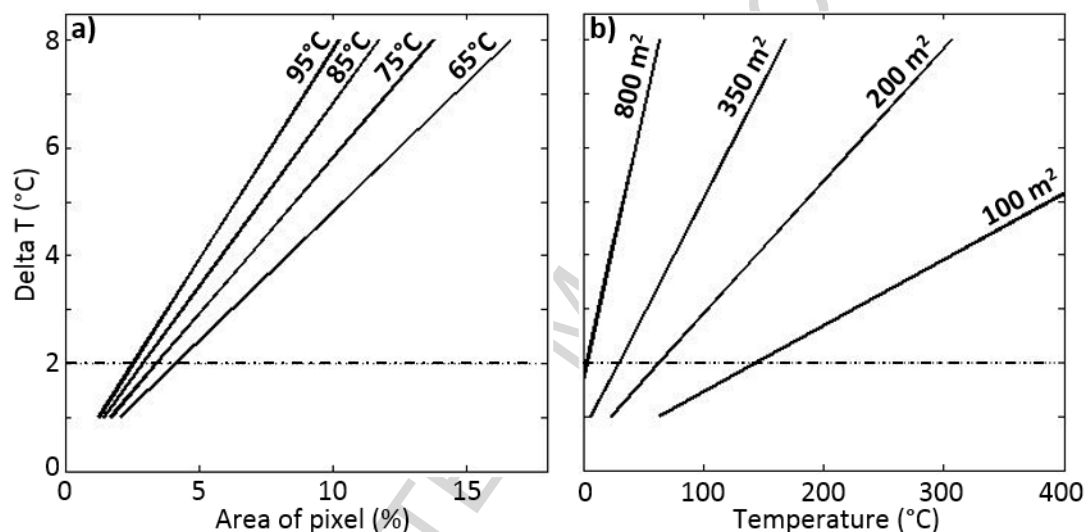 a)
95°C
85°C
75°C
65°C
8
6
4
2
0
Delta T (°C)
0
5
10
15
Area of pixel (%)
b)
800 m²
350 m²
200 m²
100 m²
0
100
200
300
400
Temperature (°C)